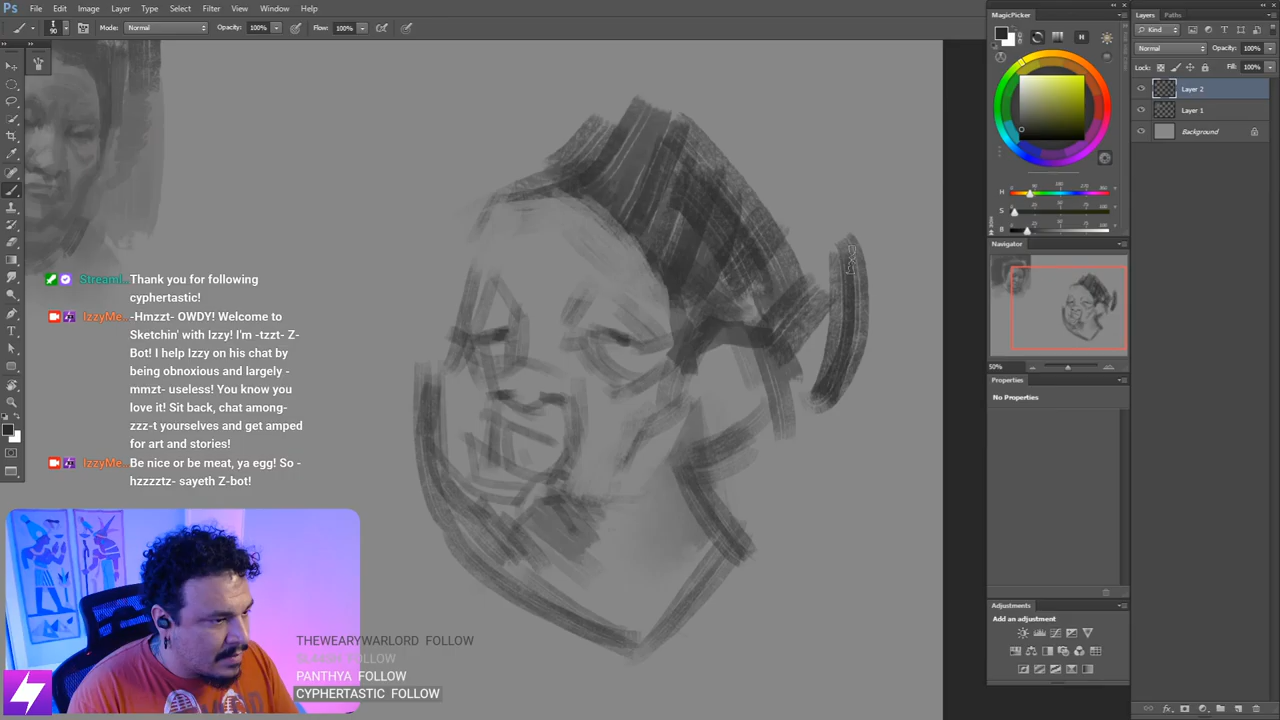 Ps File Edit Image Layer Type Select Filter View Window Help
90 Mode: Normal Opacity: 100% Flow: 100%
MagicPicker
H
H
S
B
Navigator
50%
Properties
No Properties
Adjustments
Add an adjustment
Layers Paths
Kind
Normal Opacity: 100%
Lock: Fill: 100%
Layer 2
Layer 1
Background
Streaml.. Thank you for following
cyphertastic!
IzzyMe.. -Hmzzt- OWDY! Welcome to
Sketchin' with Izzy! I'm -tzzt- Z-
Bot! I help Izzy on his chat by
being obnoxious and largely -
mmzt- useless! You know you
love it! Sit back, chat among-
zzz-t yourselves and get amped
for art and stories!
IzzyMe.. Be nice or be meat, ya egg! So -
hzzzztz- sayeth Z-bot!
THEWEARYWARLORD FOLLOW
FOLLOW
PANTHYA FOLLOW
CYPHERTASTIC FOLLOW